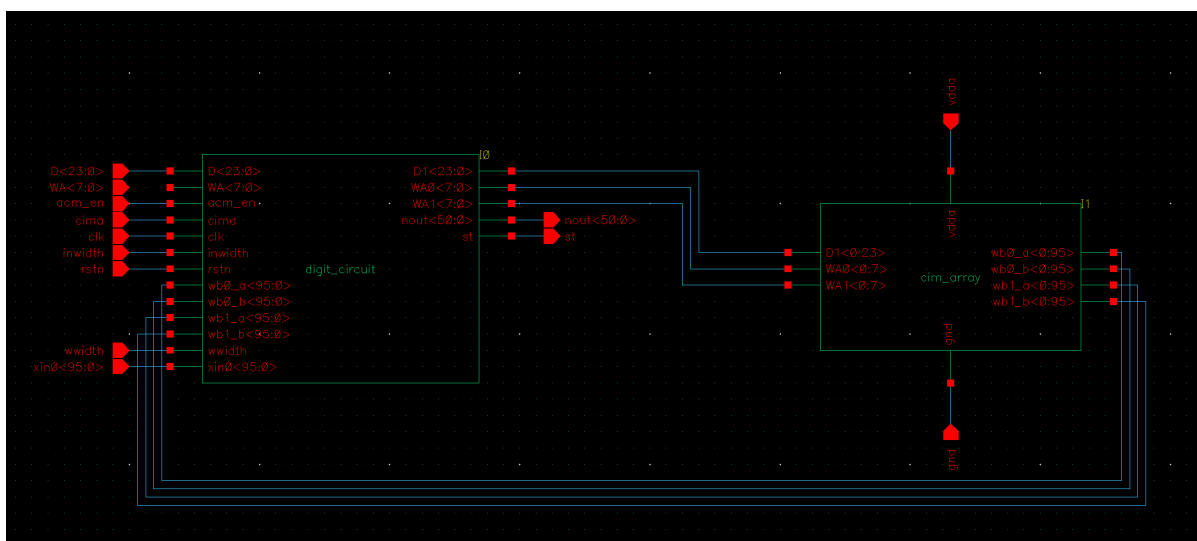 vdda
I0
D<23:0> D<23:0> D1<23:0>
WA<7:0> WA<7:0> WA0<7:0>
acm_en acm_en WA1<7:0>
cima cima nout<50:0> nout<50:0>
clk clk st st
inwidth inwidth
rstn rstn
digit_circuit
wb0_a<95:0>
wb0_b<95:0>
wb1_a<95:0>
wb1_b<95:0>
wwidth wwidth
xin0<95:0> xin0<95:0>
I1
vdda
D1<0:23> wb0_a<0:95>
WA0<0:7> wb0_b<0:95>
cim_array
WA1<0:7> wb1_a<0:95>
wb1_b<0:95>
gnd
gnd